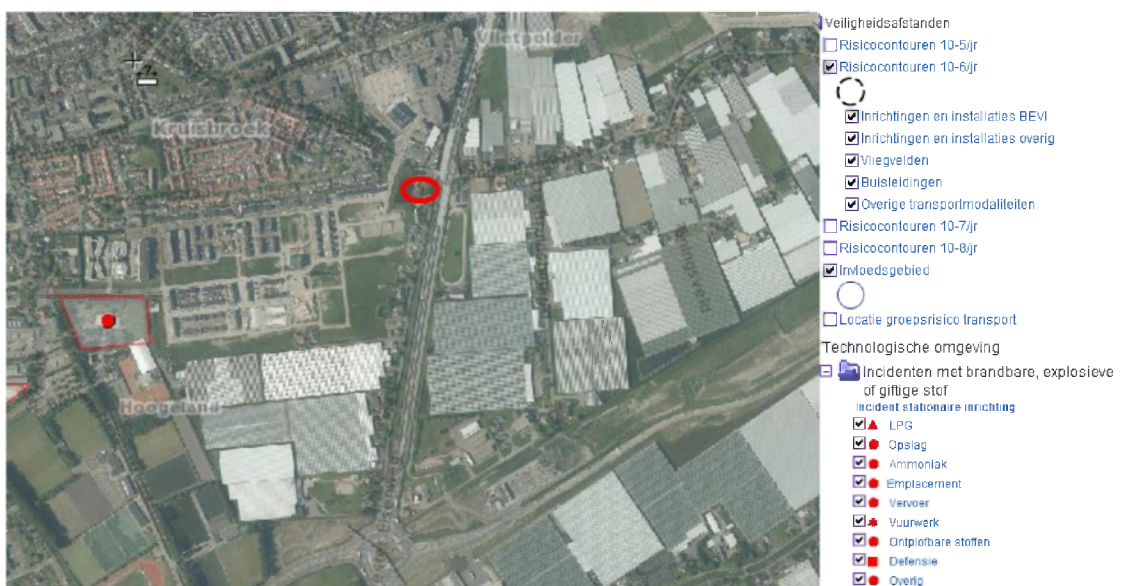 Vlietpolder
Kruisbroek
Hoogeland
Veiligheidsafstanden
Risicocontouren 10-5/jr
Risicocontouren 10-6/jr
Inrichtingen en installaties BEVI
Inrichtingen en installaties overig
Vliegvelden
Buisleidingen
Overige transportmodaliteiten
Risicocontouren 10-7/jr
Risicocontouren 10-8/jr
Invloedsgebied
Locatie groepsrisico transport
Technologische omgeving
Incidenten met brandbare, explosieve
of giftige stof
Incident stationaire inrichting
LPG
Opslag
Ammoniak
Emplacement
Vervoer
Vuurwerk
Ontplofbare stoffen
Defensie
Overig